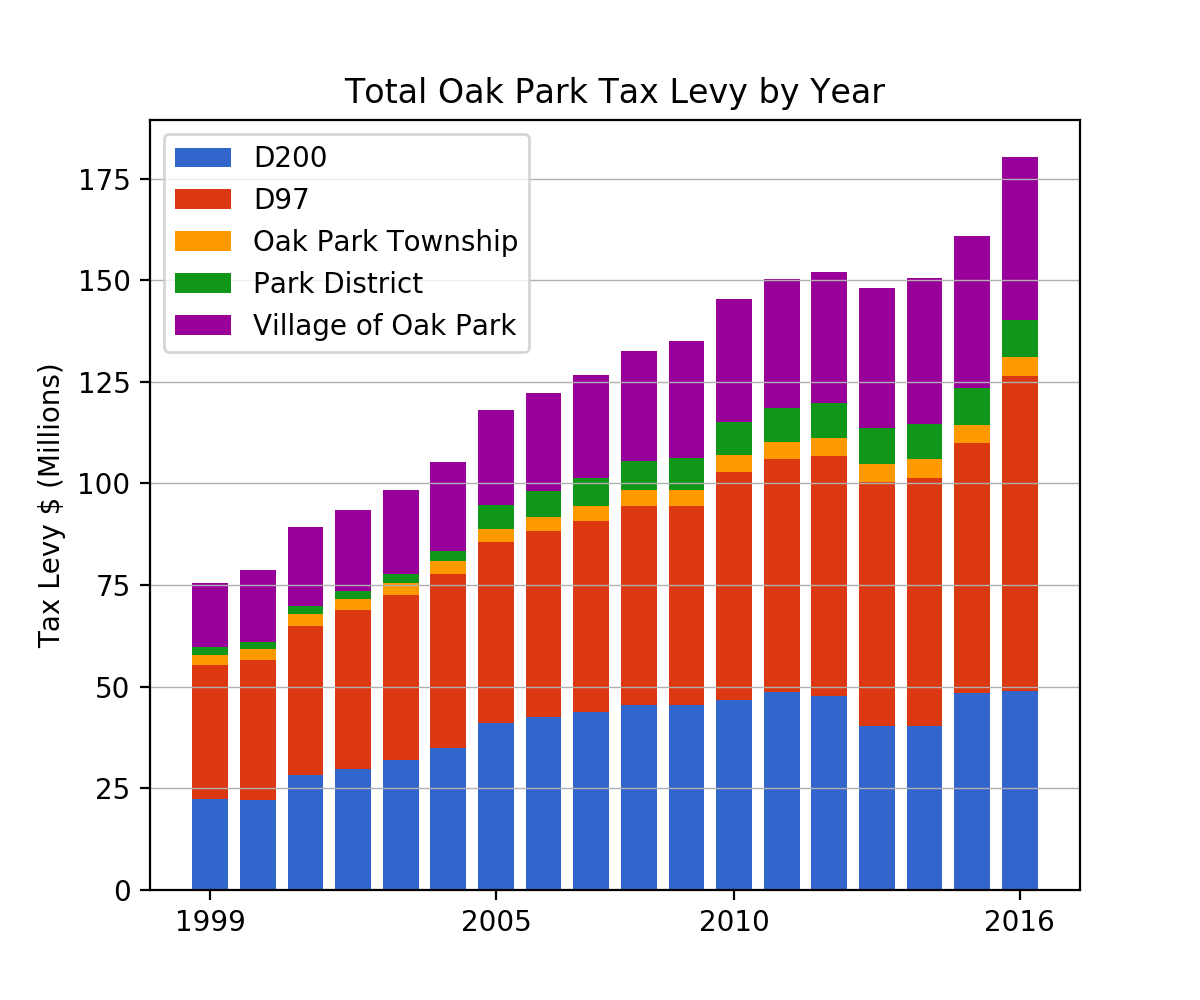 Total Oak Park Tax Levy by Year
D200
D97
Oak Park Township
Park District
Village of Oak Park
Tax Levy $ (Millions)
175
150
125
100
75
50
25
0
1999 2005 2010 2016